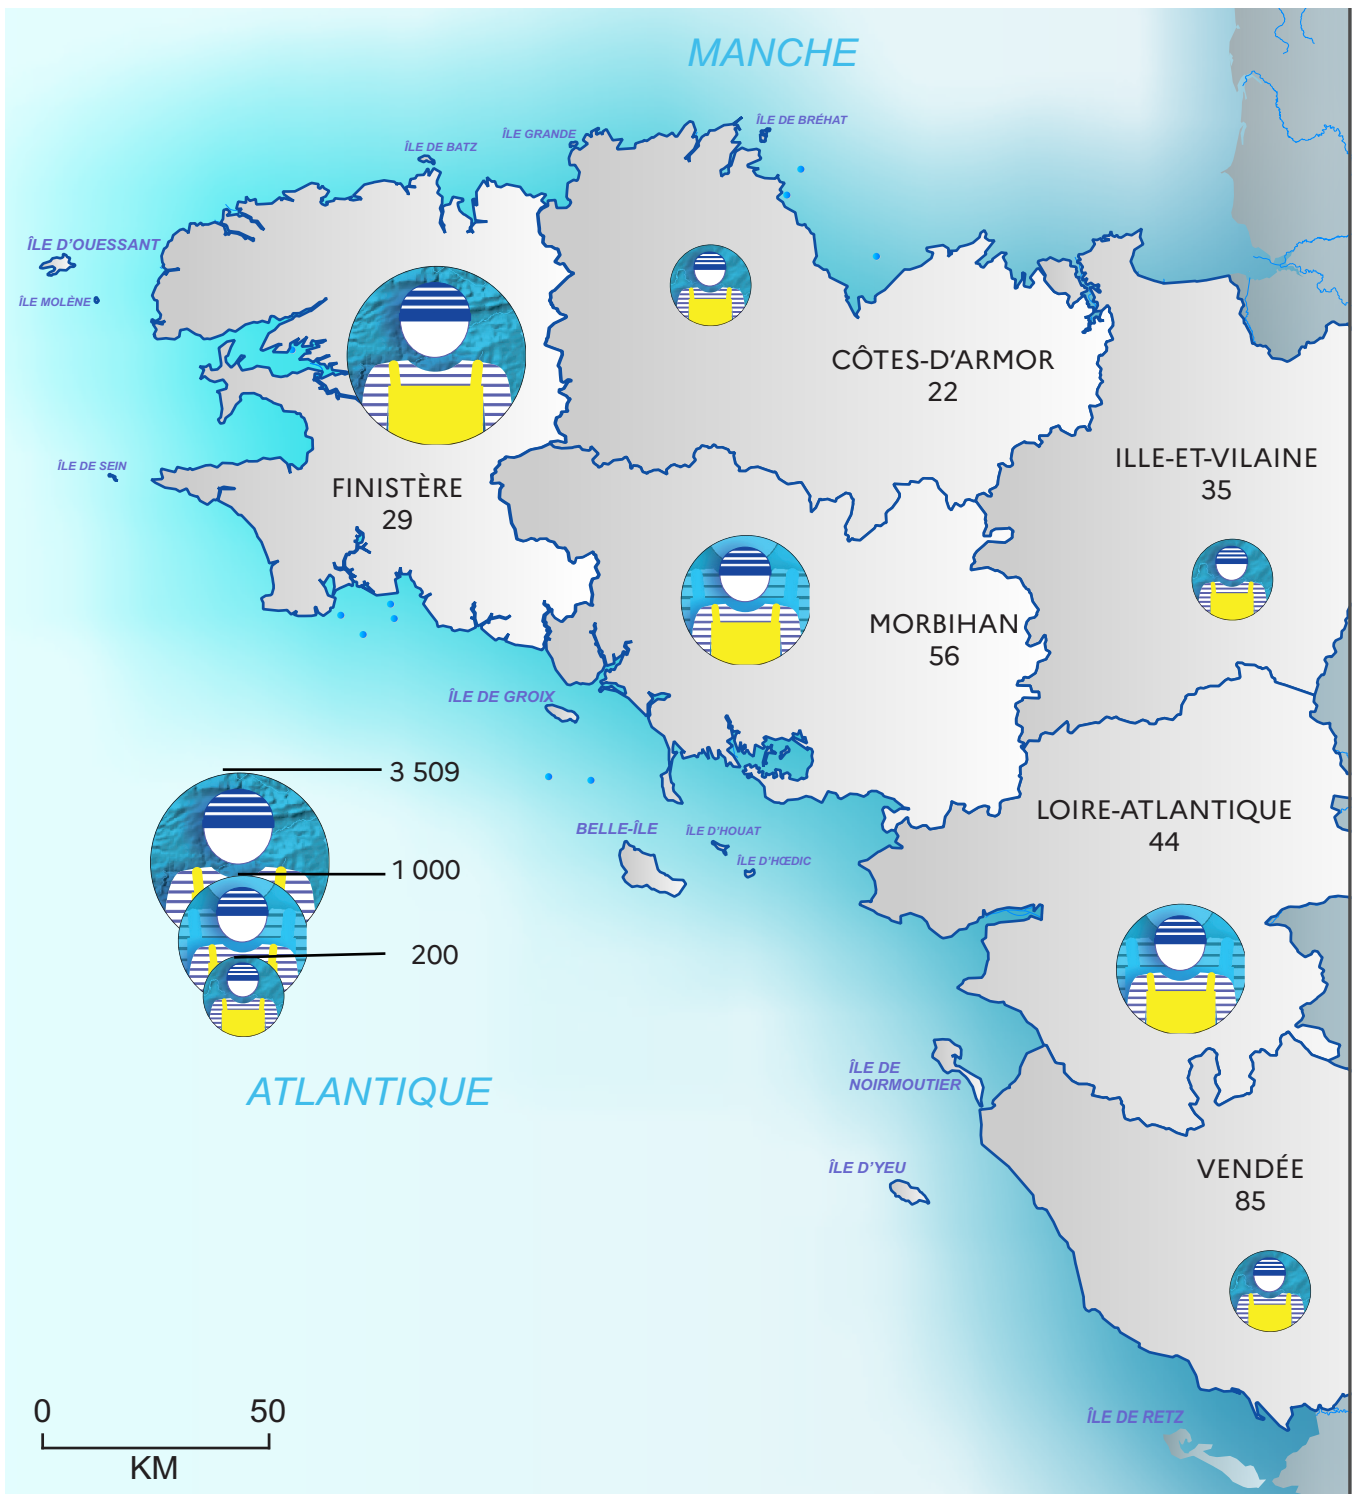 MANCHE
ÎLE DE BRÉHAT
ÎLE GRANDE
ÎLE DE BATZ
ÎLE D'OUESSANT
ÎLE MOLÈNE
CÔTES-D'ARMOR
22
ILLE-ET-VILAINE
35
ÎLE DE SEIN
FINISTÈRE
29
MORBIHAN
56
ÎLE DE GROIX
3 509
1 000
200
BELLE-ÎLE
ÎLE D'HOUAT
ÎLE D'HŒDIC
LOIRE-ATLANTIQUE
44
ATLANTIQUE
ÎLE DE
NOIRMOUTIER
ÎLE D'YEU
VENDÉE
85
ÎLE DE RETZ
0 50
KM